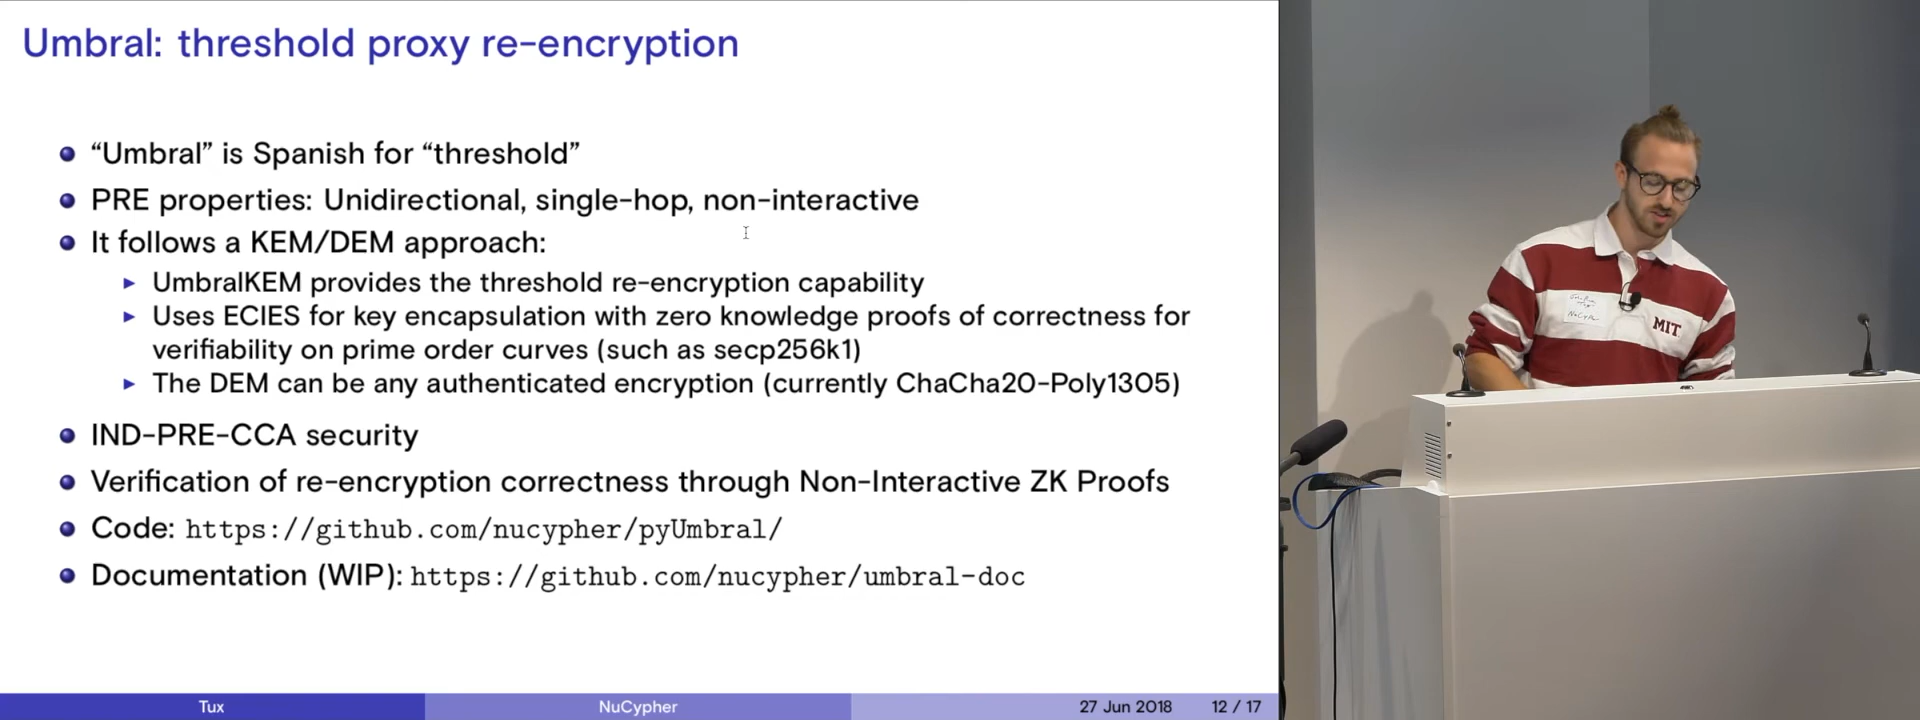 Umbral: threshold proxy re-encryption
“Umbral” is Spanish for “threshold”
PRE properties: Unidirectional, single-hop, non-interactive
It follows a KEM/DEM approach:
UmbralKEM provides the threshold re-encryption capability
Uses ECIES for key encapsulation with zero knowledge proofs of correctness for
verifiability on prime order curves (such as secp256k1)
The DEM can be any authenticated encryption (currently ChaCha20-Poly1305)
IND-PRE-CCA security
Verification of re-encryption correctness through Non-Interactive ZK Proofs
Code: https://github.com/nucypher/pyUmbral/
Documentation (WIP): https://github.com/nucypher/umbral-doc
Tux NuCypher 27 Jun 2018 12 / 17
MIT